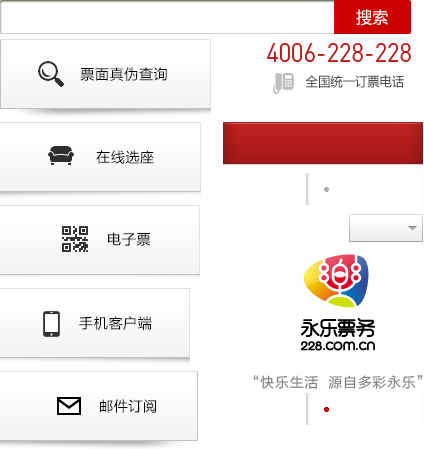 搜索
4006-228-228
全国统一订票电话
票面真伪查询
在线选座
电子票
手机客户端
邮件订阅
永乐票务
228.com.cn
“快乐生活 源自多彩永乐”